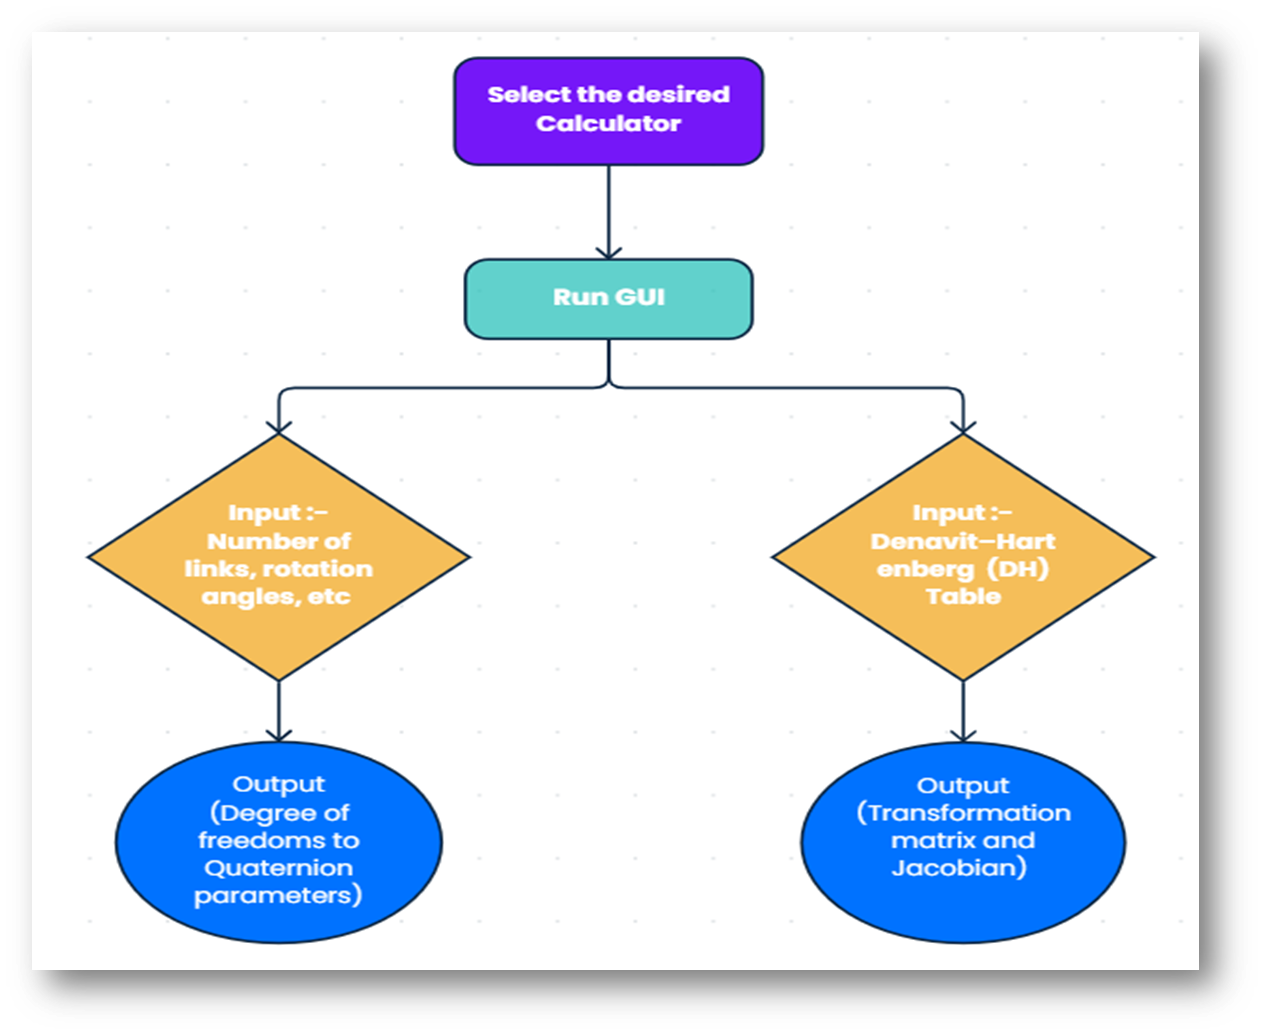 Select the desired
Calculator
Run GUI
Input :-
Number of
links, rotation
angles, etc
Input :-
Denavit–Hart
enberg (DH)
Table
Output
(Degree of
freedoms to
Quaternion
parameters)
Output
(Transformation
matrix and
Jacobian)